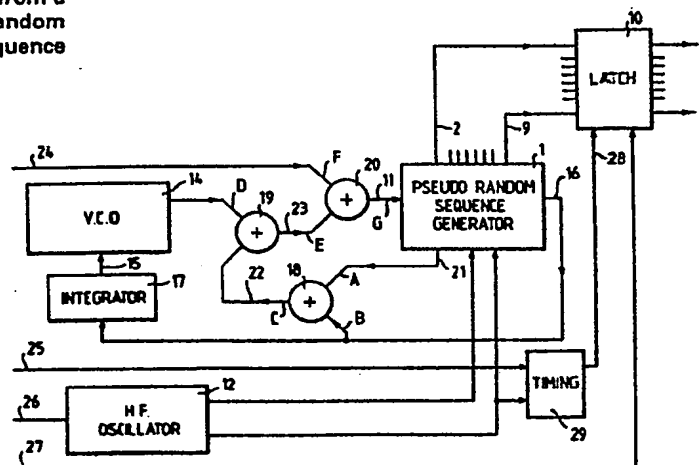 from a
random
quence
10
LATCH
2
9
28
24
F
20
1
16
14
D
19
23
11
G
PSEUDO RANDOM
SEQUENCE
GENERATOR
V.C.O
E
15
22
18
A
21
INTEGRATOR
17
C
B
25
TIMING
29
26
12
H.F.
OSCILLATOR
27